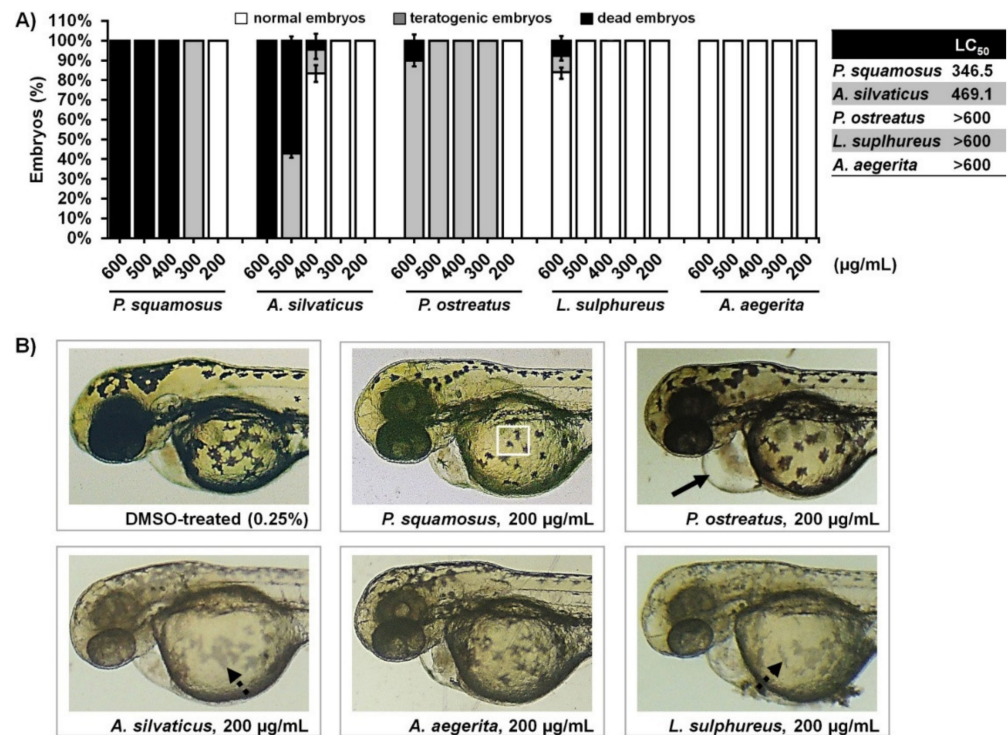 A)
normal embryos teratogenic embryos dead embryos
110%
100%
90%
80%
70%
60%
50%
40%
30%
20%
10%
0%
Embryos (%)
600 500 400 300 200 600 500 400 300 200 600 500 400 300 200 600 500 400 300 200 600 500 400 300 200 (µg/mL)
P. squamosus A. silvaticus P. ostreatus L. sulphureus A. aegerita
LC50
P. squamosus 346.5
A. silvaticus 469.1
P. ostreatus >600
L. suplhureus >600
A. aegerita >600
B)
DMSO-treated (0.25%) P. squamosus, 200 µg/mL P. ostreatus, 200 µg/mL
A. silvaticus, 200 µg/mL A. aegerita, 200 µg/mL L. sulphureus, 200 µg/mL